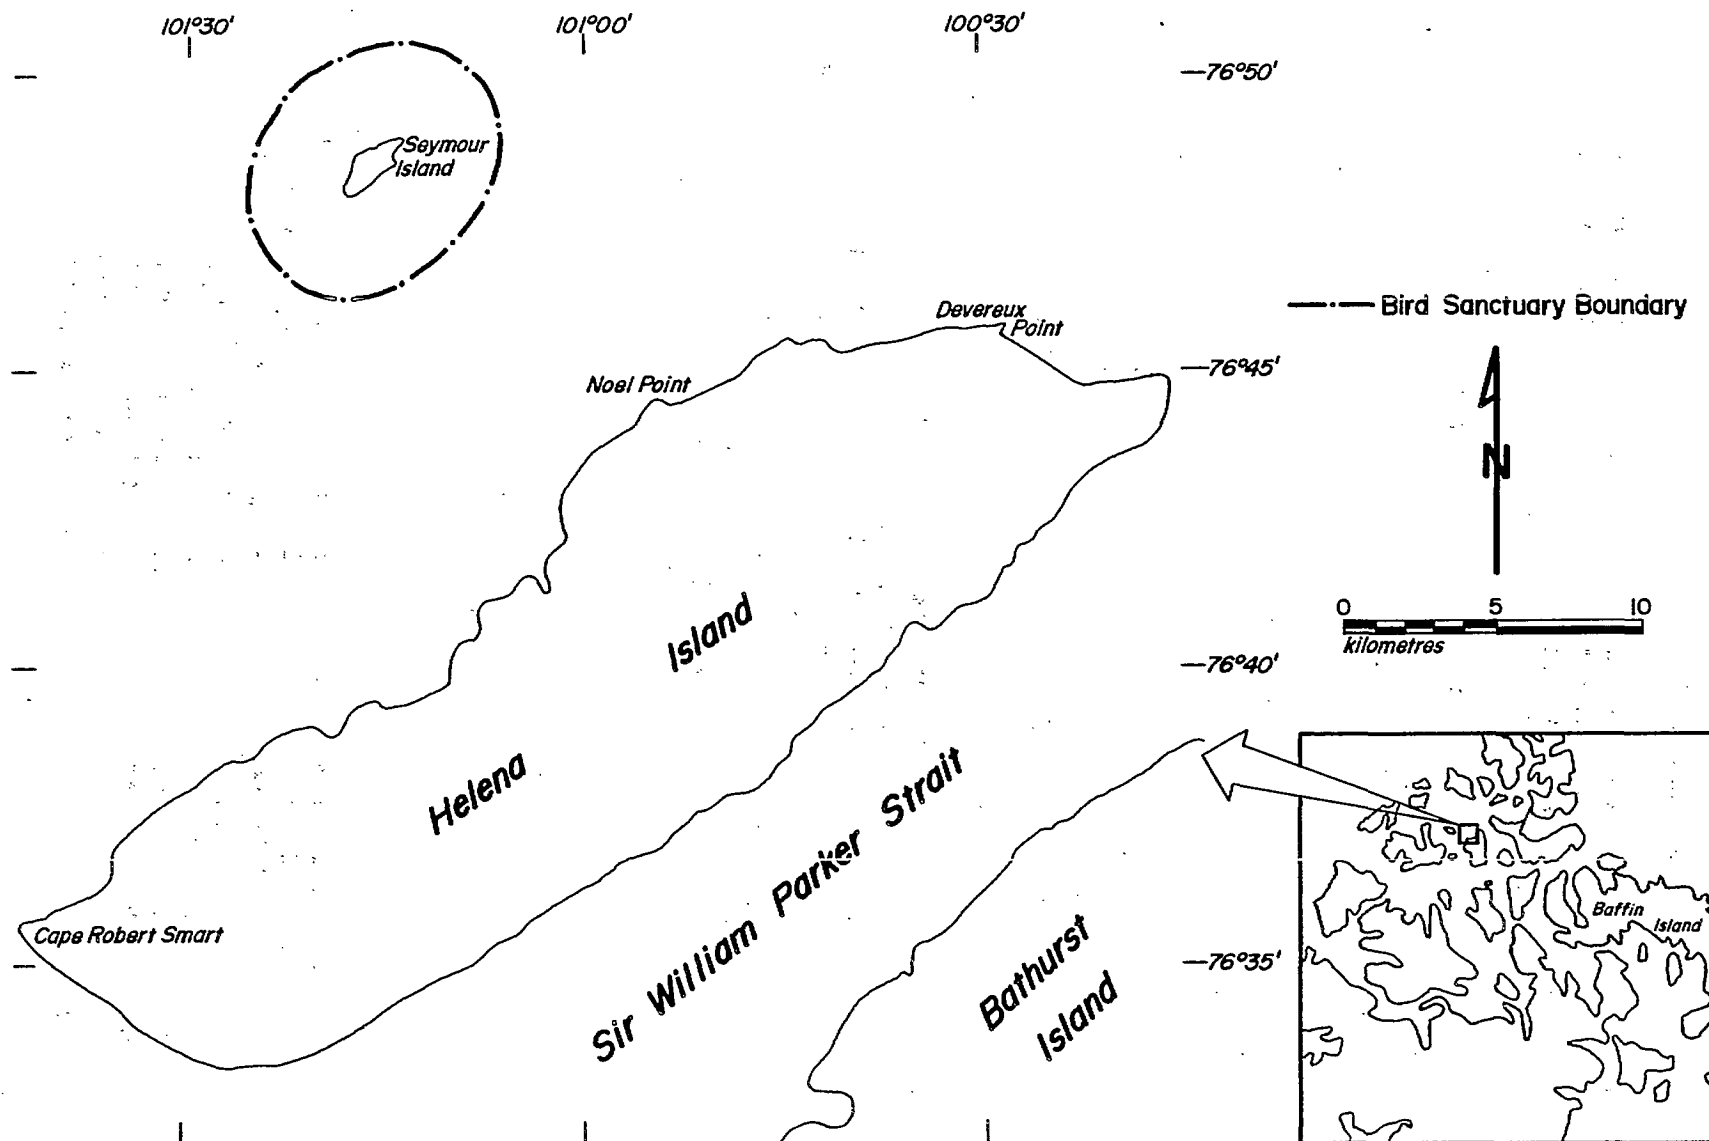 101°30'
101°00'
100°30'
76°50'
Seymour
Island
Bird Sanctuary Boundary
Devereux
Point
76°45'
Noel Point
N
0 5 10
kilometres
Island
76°40'
Helena
Sir William Parker Strait
Baffin
Island
Cape Robert Smart
76°35'
Bathurst
Island